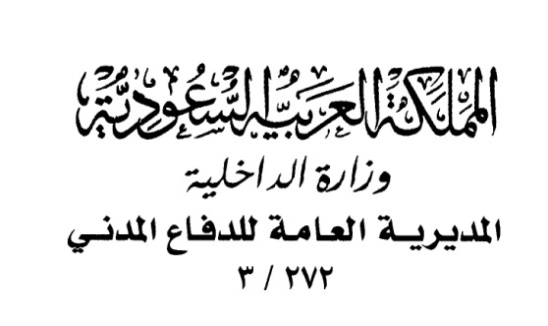 المملكة العربية السعودية
وزارة الداخلية
المديرية العامة للدفاع المدني
٣ / ٢٧٢